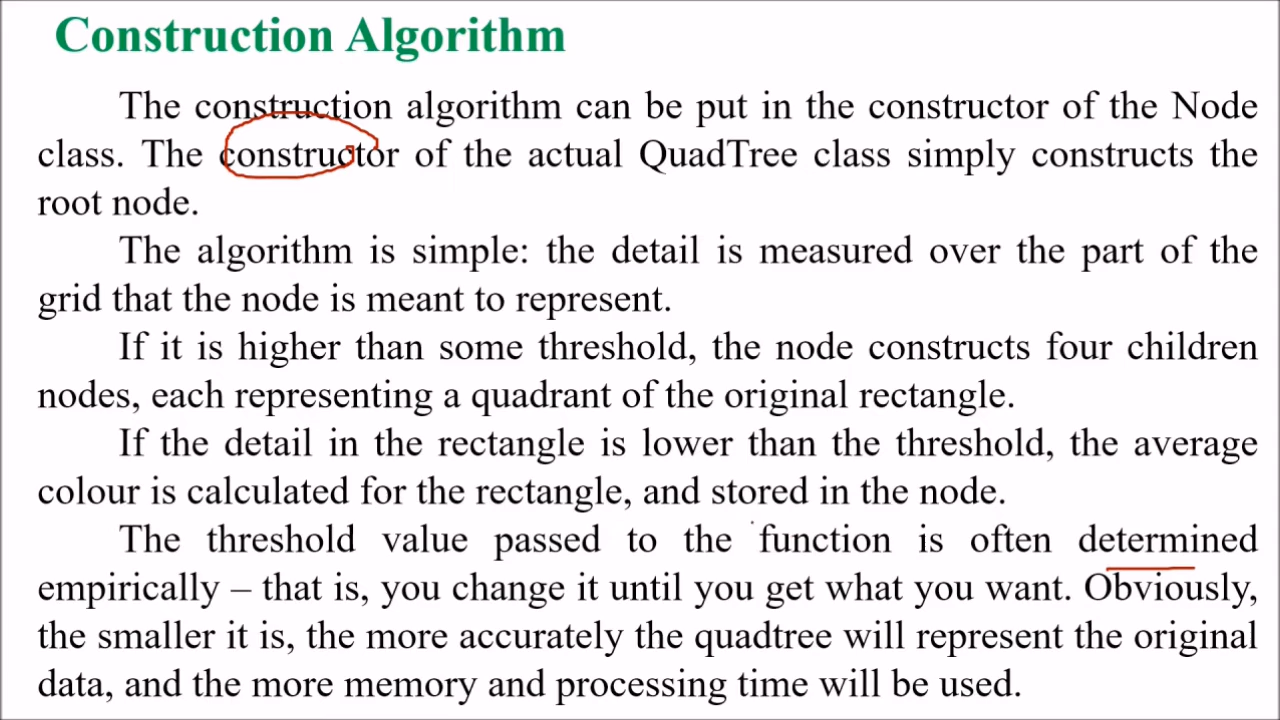 Construction Algorithm
The construction algorithm can be put in the constructor of the Node
class. The constructor of the actual QuadTree class simply constructs the
root node.
The algorithm is simple: the detail is measured over the part of the
grid that the node is meant to represent.
If it is higher than some threshold, the node constructs four children
nodes, each representing a quadrant of the original rectangle.
If the detail in the rectangle is lower than the threshold, the average
colour is calculated for the rectangle, and stored in the node.
The threshold value passed to the function is often determined
empirically – that is, you change it until you get what you want. Obviously,
the smaller it is, the more accurately the quadtree will represent the original
data, and the more memory and processing time will be used.